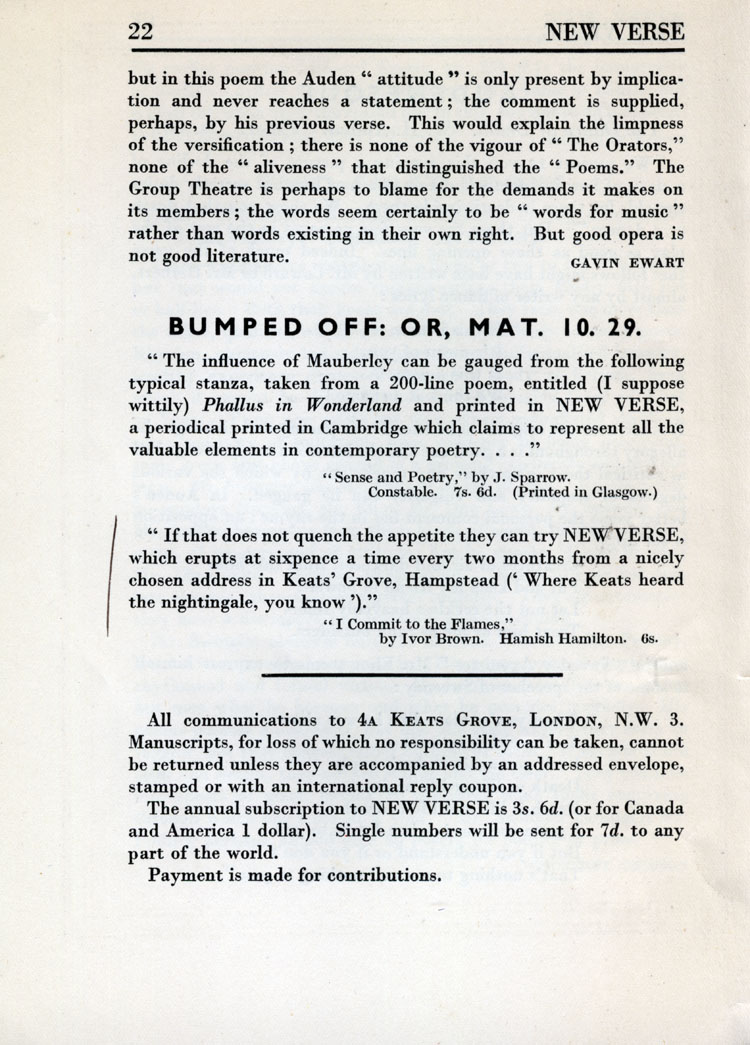 22 NEW VERSE
but in this poem the Auden “ attitude ” is only present by implica-
tion and never reaches a statement ; the comment is supplied,
perhaps, by his previous verse. This would explain the limpness
of the versification ; there is none of the vigour of “ The Orators,”
none of the “ aliveness ” that distinguished the “ Poems.” The
Group Theatre is perhaps to blame for the demands it makes on
its members ; the words seem certainly to be “ words for music ”
rather than words existing in their own right. But good opera is
not good literature.
GAVIN EWART
BUMPED OFF: OR, MAT. 10. 29.
“ The influence of Mauberley can be gauged from the following
typical stanza, taken from a 200-line poem, entitled (I suppose
wittily) Phallus in Wonderland and printed in NEW VERSE,
a periodical printed in Cambridge which claims to represent all the
valuable elements in contemporary poetry. . . .”
“ Sense and Poetry,” by J. Sparrow.
Constable. 7s. 6d. (Printed in Glasgow.)
“ If that does not quench the appetite they can try NEW VERSE,
which erupts at sixpence a time every two months from a nicely
chosen address in Keats’ Grove, Hampstead (‘ Where Keats heard
the nightingale, you know ’).”
“ I Commit to the Flames,”
by Ivor Brown. Hamish Hamilton. 6s.
All communications to 4A KEATS GROVE, LONDON, N.W. 3.
Manuscripts, for loss of which no responsibility can be taken, cannot
be returned unless they are accompanied by an addressed envelope,
stamped or with an international reply coupon.
The annual subscription to NEW VERSE is 3s. 6d. (or for Canada
and America 1 dollar). Single numbers will be sent for 7d. to any
part of the world.
Payment is made for contributions.